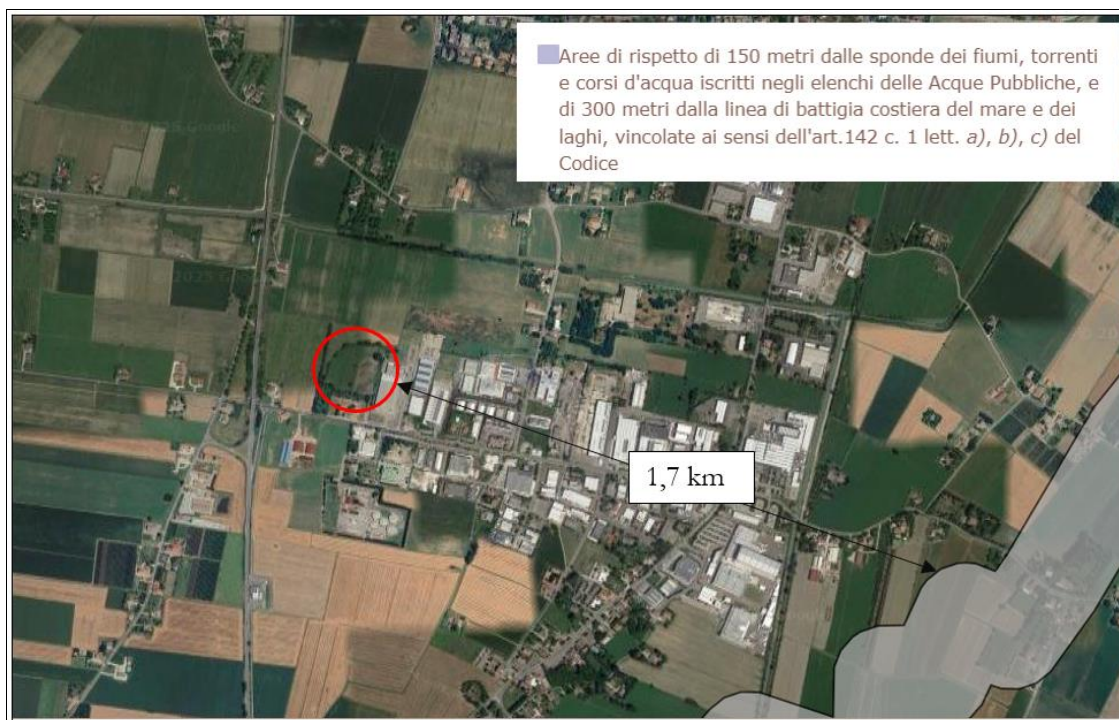 Aree di rispetto di 150 metri dalle sponde dei fiumi, torrenti
e corsi d'acqua iscritti negli elenchi delle Acque Pubbliche, e
di 300 metri dalla linea di battigia costiera del mare e dei
laghi, vincolate ai sensi dell'art.142 c. 1 lett. a), b), c) del
Codice
1,7 km